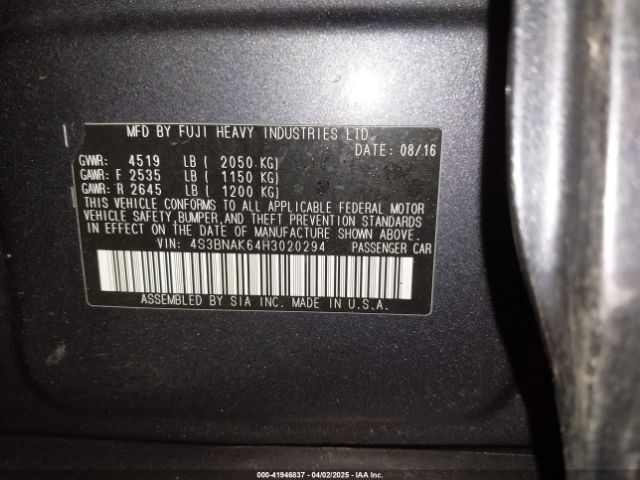 MFD BY FUJI HEAVY INDUSTRIES LTD.
DATE: 08/16
GVWR: 4519 LB ( 2050 KG)
GAWR: F 2535 LB ( 1150 KG)
GAWR: R 2645 LB ( 1200 KG)
THIS VEHICLE CONFORMS TO ALL APPLICABLE FEDERAL MOTOR
VEHICLE SAFETY,BUMPER,AND THEFT PREVENTION STANDARDS
IN EFFECT ON THE DATE OF MANUFACTURE SHOWN ABOVE.
VIN: 4S3BNAK64H3020294 PASSENGER CAR
ASSEMBLED BY SIA INC. MADE IN U.S.A.
000-41946837 - 04/02/2025 - IAA Inc.